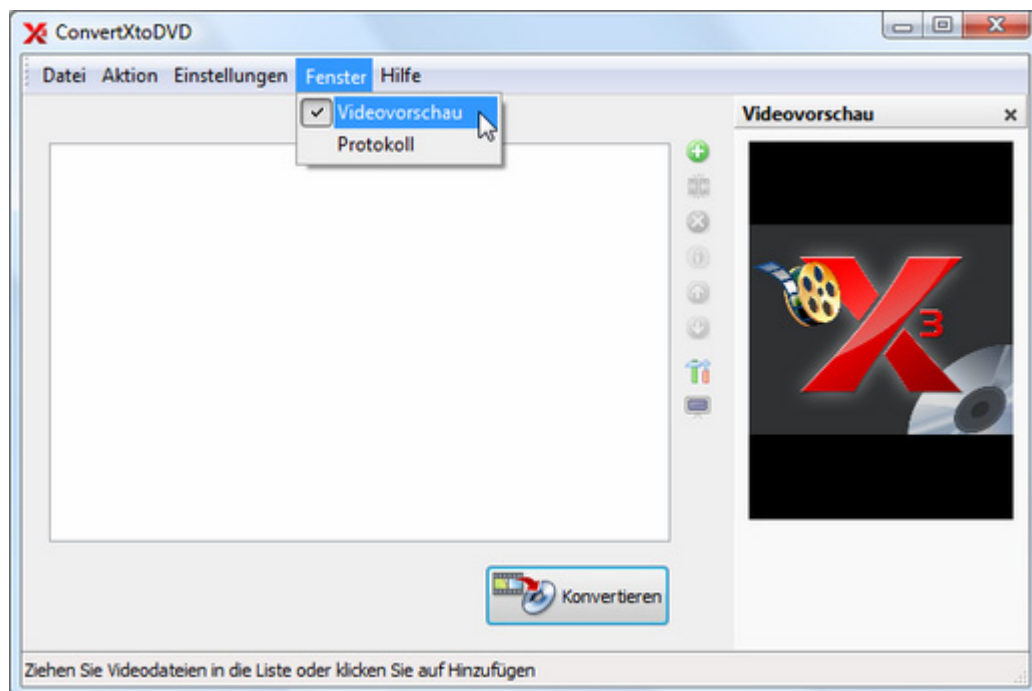 ConvertXtoDVD
Datei Aktion Einstellungen Fenster Hilfe
Videovorschau
Protokoll
Videovorschau
X3
Konvertieren
Ziehen Sie Videodateien in die Liste oder klicken Sie auf Hinzufügen